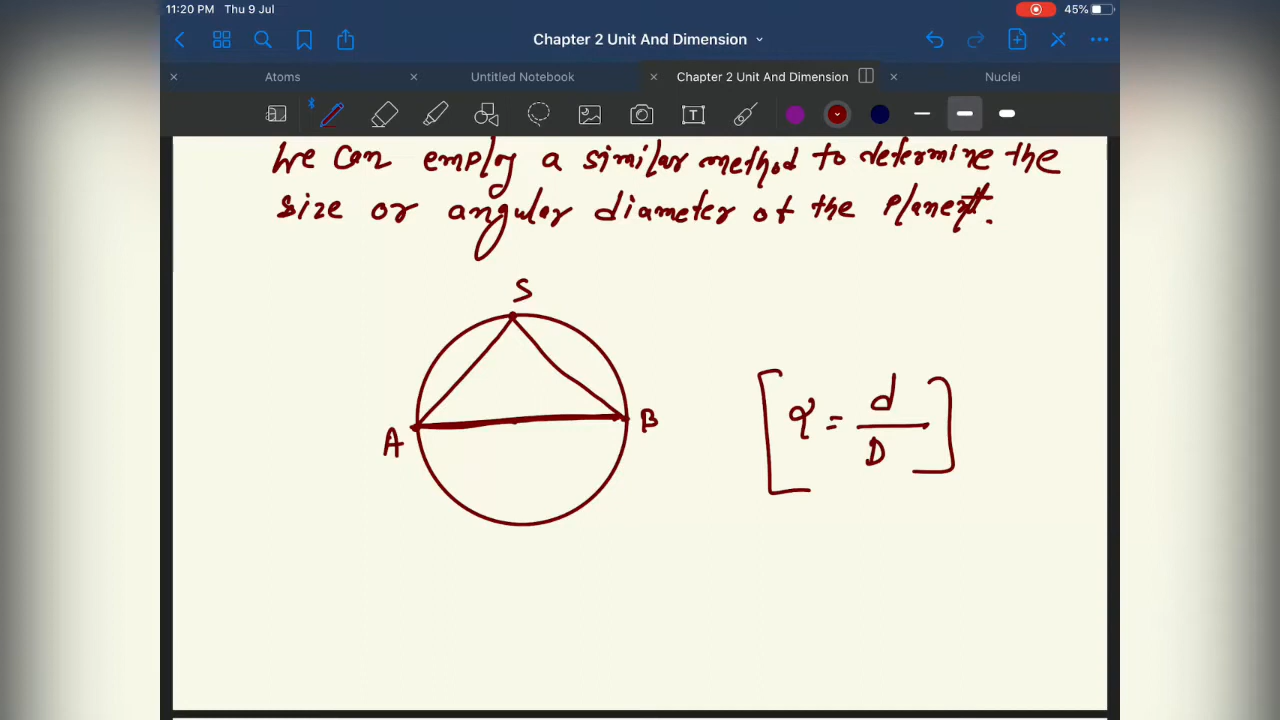 11:20 PM Thu 9 Jul
45%
Chapter 2 Unit And Dimension
Atoms
Untitled Notebook
Chapter 2 Unit And Dimension
Nuclei
T
We can employ a similar method to determine the
size or angular diameter of the
S
A
B
= d
D